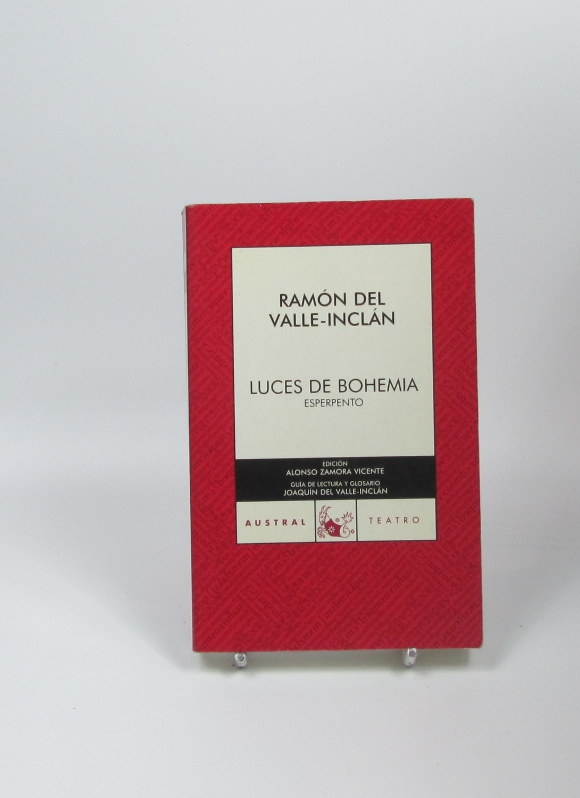 RAMÓN DEL
VALLE-INCLÁN
LUCES DE BOHEMIA
ESPERPENTO
EDICIÓN
ALONSO ZAMORA VICENTE
GUÍA DE LECTURA Y GLOSARIO
JOAQUÍN DEL VALLE-INCLÁN
AUSTRAL TEATRO